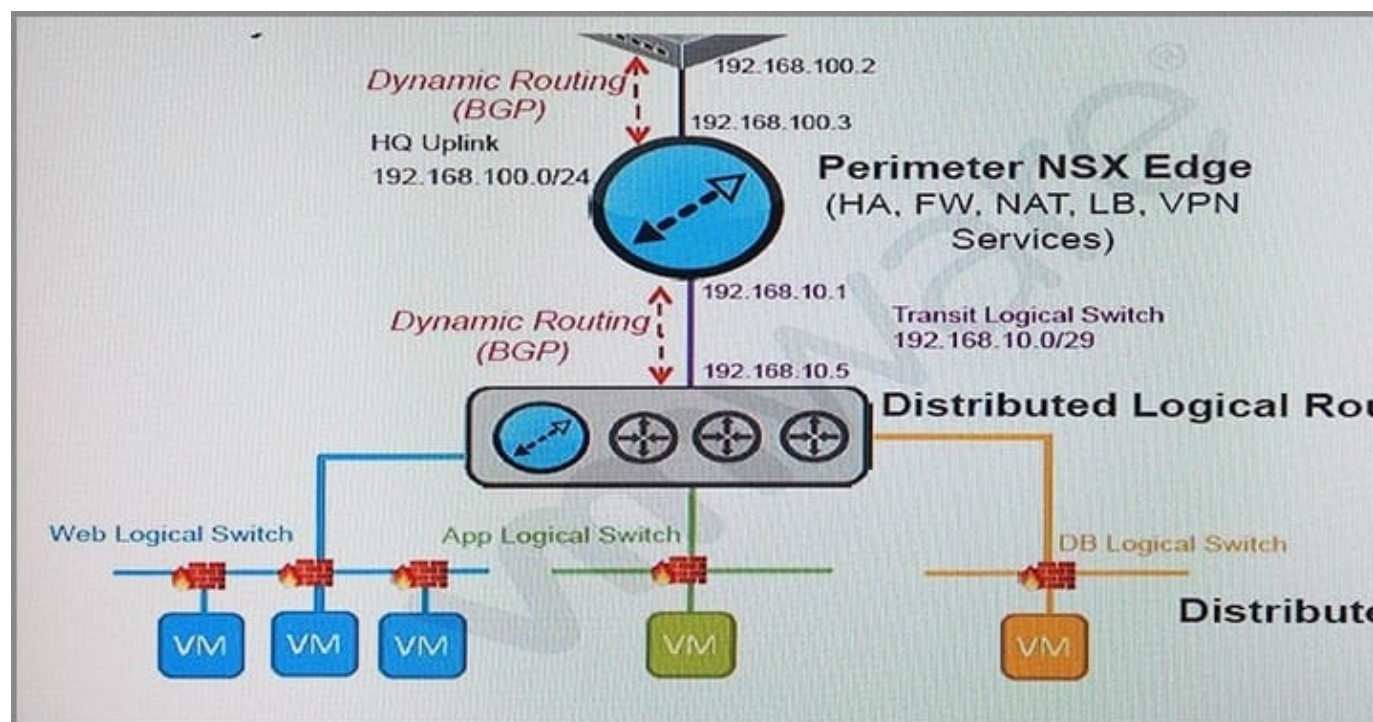 192.168.100.2
Dynamic Routing
(BGP)
192.168.100.3
HQ Uplink
192.168.100.0/24
Perimeter NSX Edge
(HA, FW, NAT, LB, VPN
Services)
192.168.10.1
Dynamic Routing
(BGP)
Transit Logical Switch
192.168.10.0/29
192.168.10.5
Distributed Logical Rou
Web Logical Switch
App Logical Switch
DB Logical Switch
Distribute
VM
VM
VM
VM
VM
vmware®